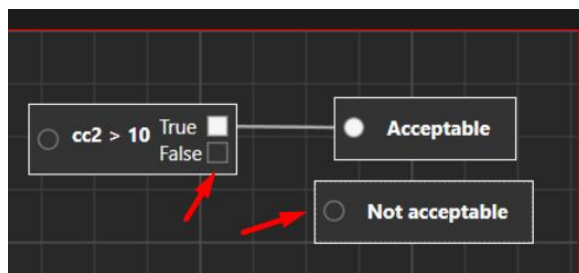 cc2 > 10
True
False
Acceptable
Not acceptable